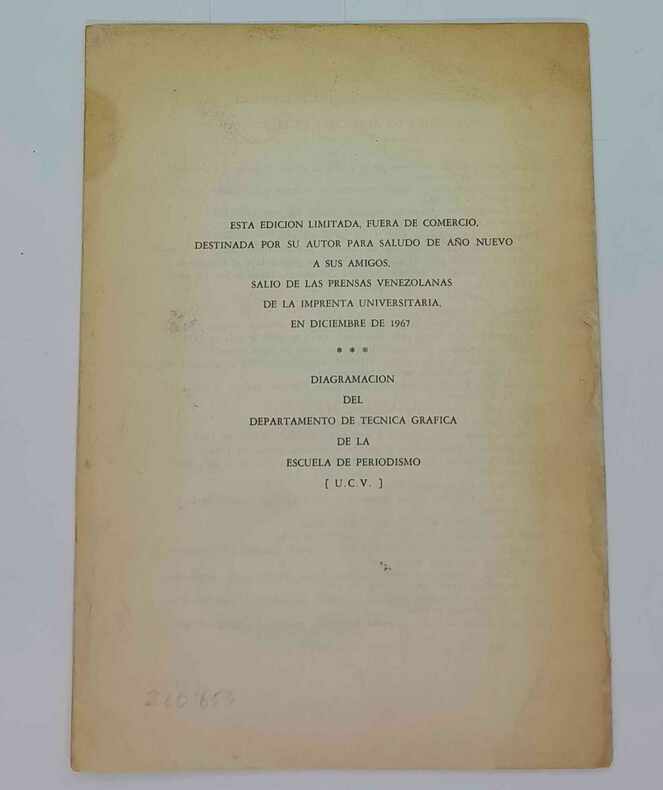 ESTA EDICION LIMITADA, FUERA DE COMERCIO,
DESTINADA POR SU AUTOR PARA SALUDO DE AÑO NUEVO
A SUS AMIGOS,
SALIO DE LAS PRENSAS VENEZOLANAS
DE LA IMPRENTA UNIVERSITARIA,
EN DICIEMBRE DE 1967
* * *
DIAGRAMACION
DEL
DEPARTAMENTO DE TECNICA GRAFICA
DE LA
ESCUELA DE PERIODISMO
[ U.C.V. ]